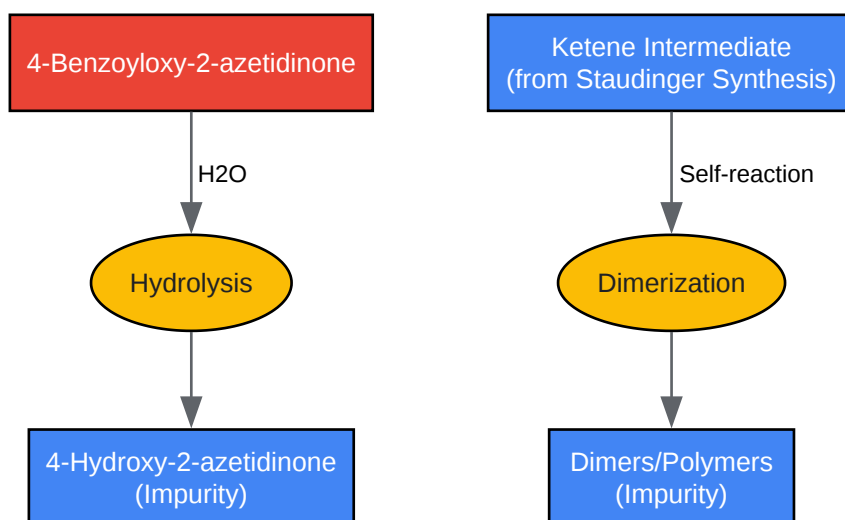 4-Benzoyloxy-2-azetidinone
H2O
Hydrolysis
4-Hydroxy-2-azetidinone
(Impurity)
Ketene Intermediate
(from Staudinger Synthesis)
Self-reaction
Dimerization
Dimers/Polymers
(Impurity)